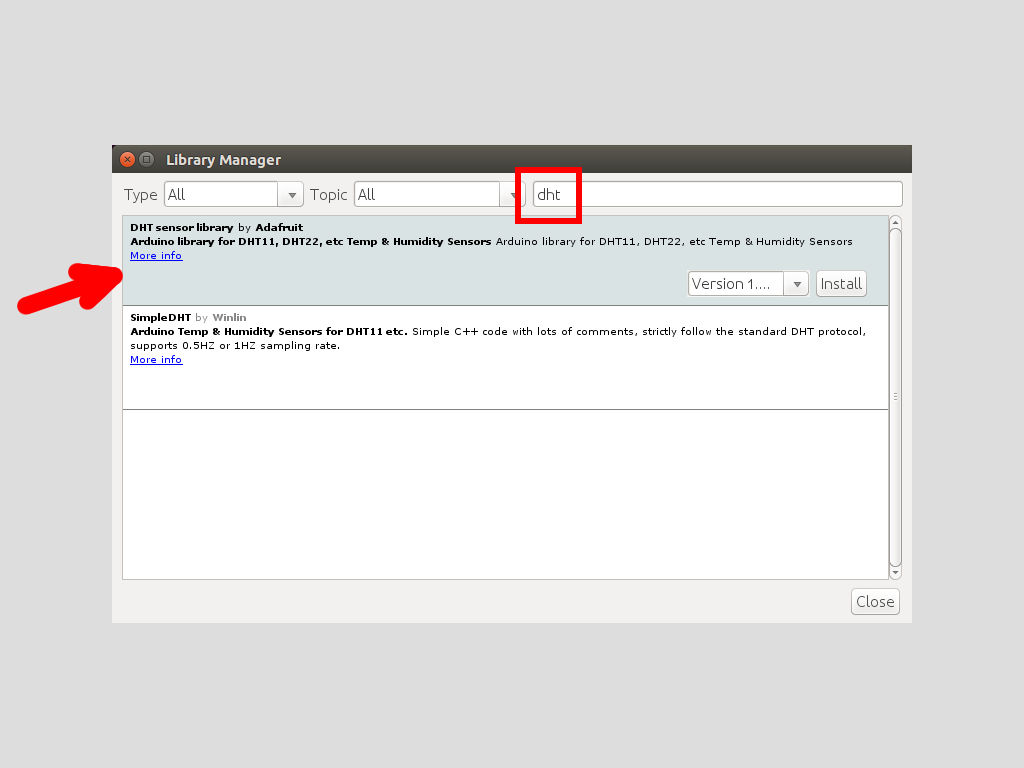 Library Manager
Type All Topic All dht
DHT sensor library by Adafruit
Arduino library for DHT11, DHT22, etc Temp & Humidity Sensors Arduino library for DHT11, DHT22, etc Temp & Humidity Sensors
More info
Version 1.... Install
SimpleDHT by Winlin
Arduino Temp & Humidity Sensors for DHT11 etc. Simple C++ code with lots of comments, strictly follow the standard DHT protocol,
supports 0.5HZ or 1HZ sampling rate.
More info
Close